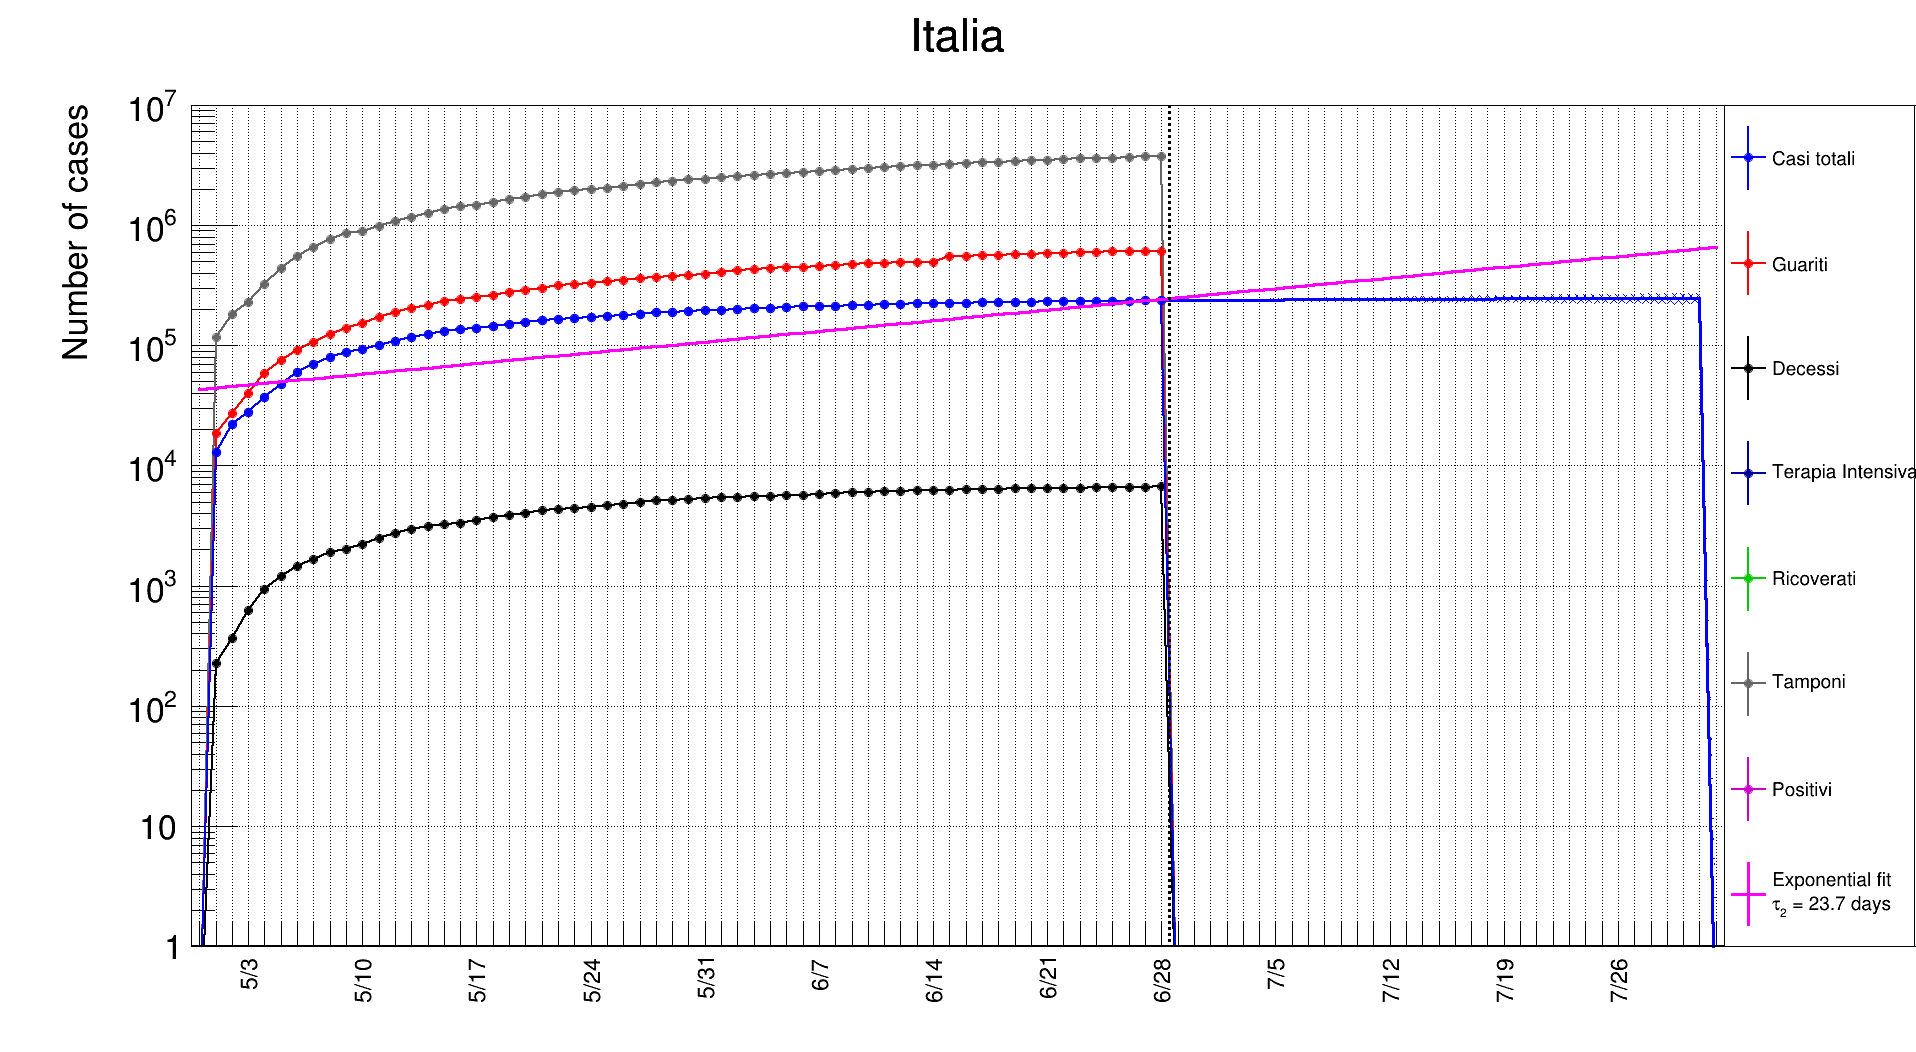 Italia
Number of cases
10^7
10^6
10^5
10^4
10^3
10^2
10
1
5/3
5/10
5/17
5/24
5/31
6/7
6/14
6/21
6/28
7/5
7/12
7/19
7/26
Casi totali
Guariti
Decessi
Terapia Intensiva
Ricoverati
Tamponi
Positivi
Exponential fit
τ_2 = 23.7 days